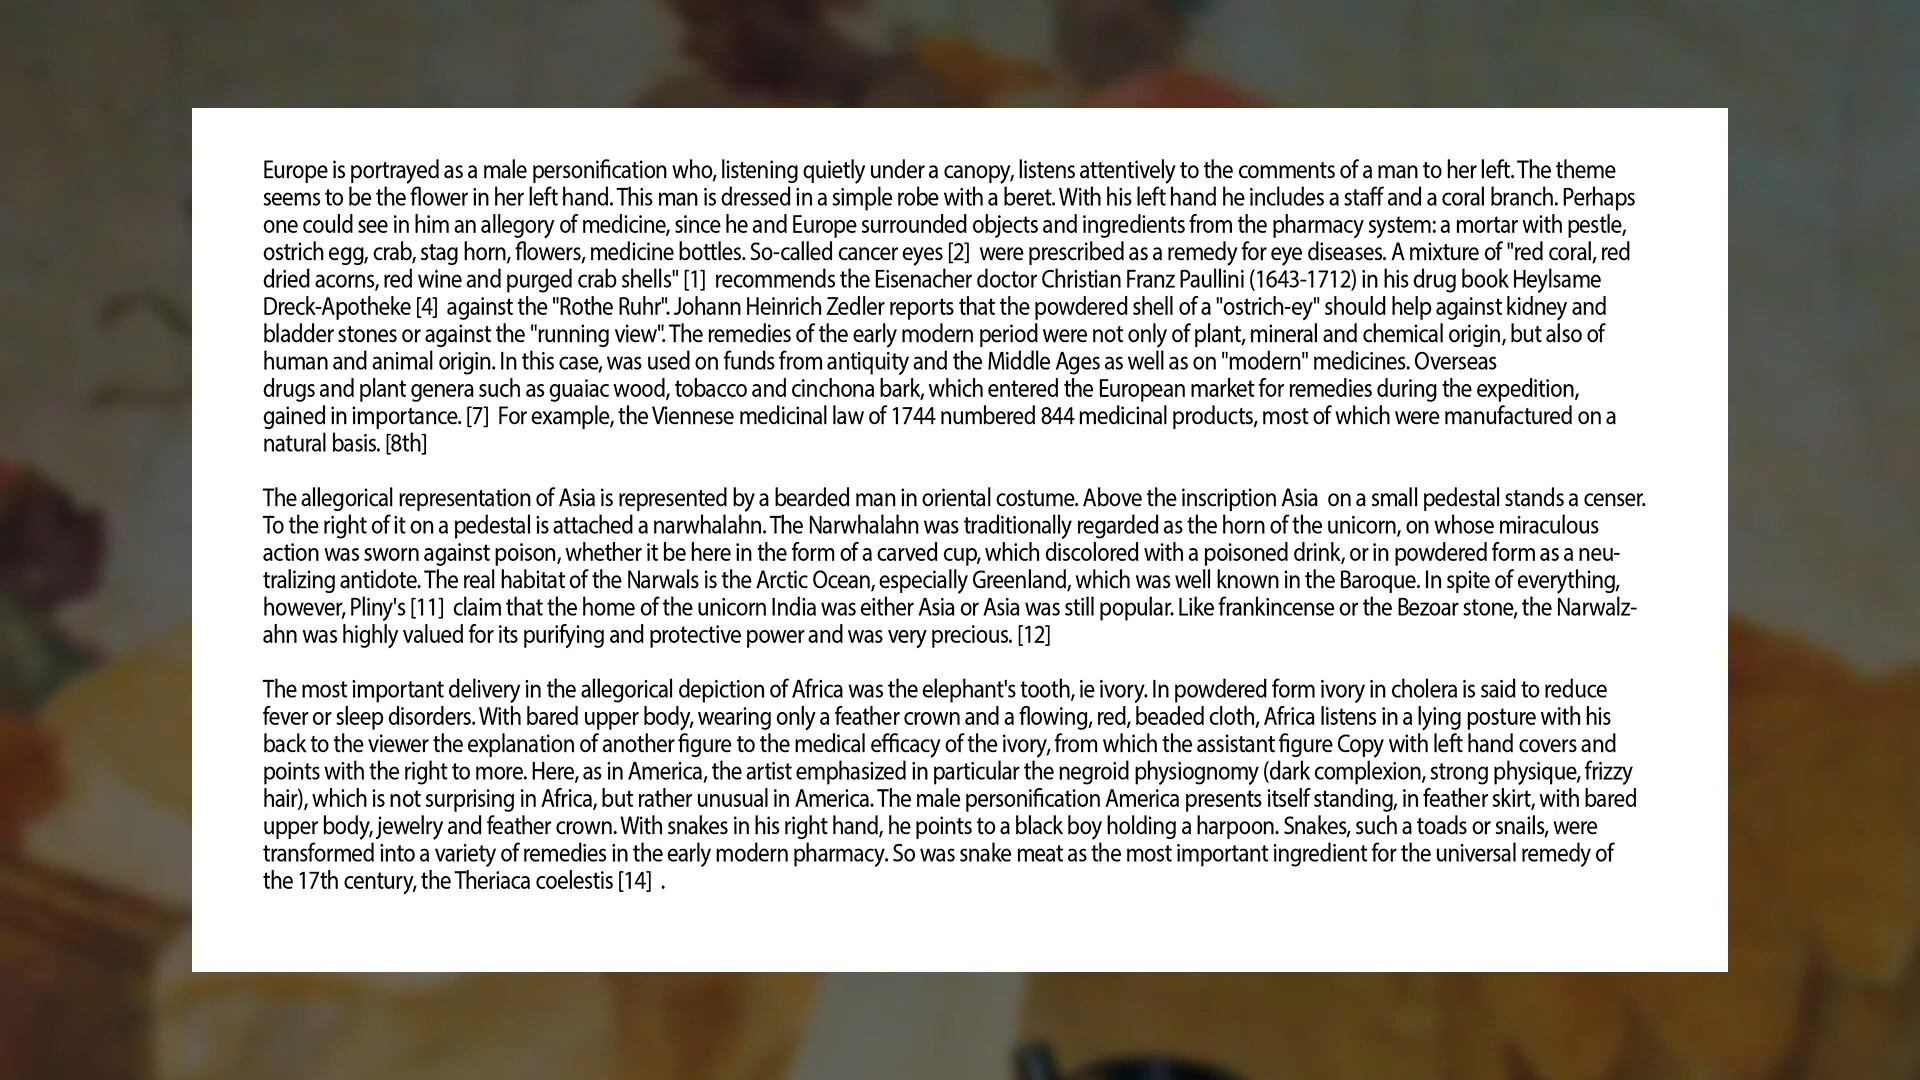 Europe is portrayed as a male personification who, listening quietly under a canopy, listens attentively to the comments of a man to her left. The theme
seems to be the flower in her left hand. This man is dressed in a simple robe with a beret. With his left hand he includes a staff and a coral branch. Perhaps
one could see in him an allegory of medicine, since he and Europe surrounded objects and ingredients from the pharmacy system: a mortar with pestle,
ostrich egg, crab, stag horn, flowers, medicine bottles. So-called cancer eyes [2]  were prescribed as a remedy for eye diseases. A mixture of "red coral, red
dried acorns, red wine and purged crab shells" [1]  recommends the Eisenacher doctor Christian Franz Paullini (1643-1712) in his drug book Heylsame
Dreck-Apotheke [4]  against the "Rothe Ruhr". Johann Heinrich Zedler reports that the powdered shell of a "ostrich-ey" should help against kidney and
bladder stones or against the "running view". The remedies of the early modern period were not only of plant, mineral and chemical origin, but also of
human and animal origin. In this case, was used on funds from antiquity and the Middle Ages as well as on "modern" medicines. Overseas
drugs and plant genera such as guaiac wood, tobacco and cinchona bark, which entered the European market for remedies during the expedition,
gained in importance. [7]  For example, the Viennese medicinal law of 1744 numbered 844 medicinal products, most of which were manufactured on a
natural basis. [8th]
The allegorical representation of Asia is represented by a bearded man in oriental costume. Above the inscription Asia  on a small pedestal stands a censer.
To the right of it on a pedestal is attached a narwhalahn. The Narwhalahn was traditionally regarded as the horn of the unicorn, on whose miraculous
action was sworn against poison, whether it be here in the form of a carved cup, which discolored with a poisoned drink, or in powdered form as a neu-
tralizing antidote. The real habitat of the Narwals is the Arctic Ocean, especially Greenland, which was well known in the Baroque. In spite of everything,
however, Pliny's [11]  claim that the home of the unicorn India was either Asia or Asia was still popular. Like frankincense or the Bezoar stone, the Narwalz-
ahn was highly valued for its purifying and protective power and was very precious. [12]
The most important delivery in the allegorical depiction of Africa was the elephant's tooth, ie ivory. In powdered form ivory in cholera is said to reduce
fever or sleep disorders. With bared upper body, wearing only a feather crown and a flowing, red, beaded cloth, Africa listens in a lying posture with his
back to the viewer the explanation of another figure to the medical efficacy of the ivory, from which the assistant figure Copy with left hand covers and
points with the right to more. Here, as in America, the artist emphasized in particular the negroid physiognomy (dark complexion, strong physique, frizzy
hair), which is not surprising in Africa, but rather unusual in America. The male personification America presents itself standing, in feather skirt, with bared
upper body, jewelry and feather crown. With snakes in his right hand, he points to a black boy holding a harpoon. Snakes, such a toads or snails, were
transformed into a variety of remedies in the early modern pharmacy. So was snake meat as the most important ingredient for the universal remedy of
the 17th century, the Theriaca coelestis [14]  .